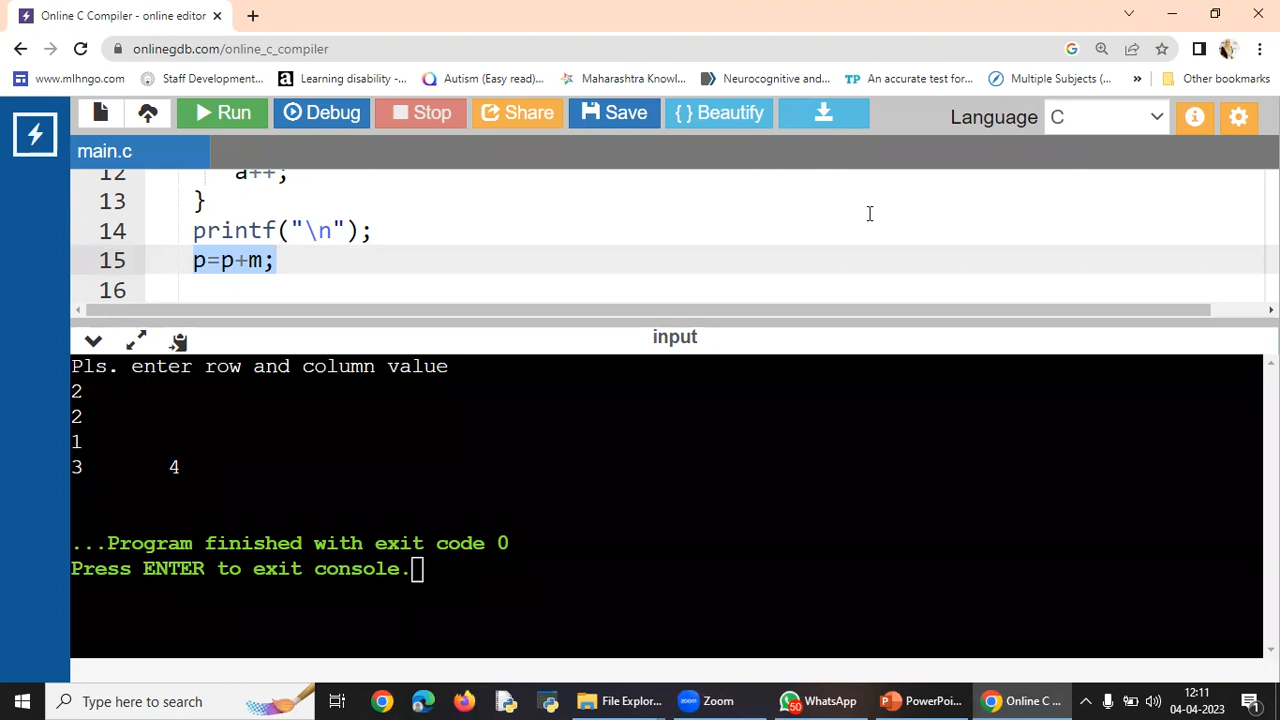 Online C Compiler - online editor
onlinegdb.com/online_c_compiler
www.mlhngo.com Staff Development... Learning disability -... Autism (Easy read)... Maharashtra Knowl... Neurocognitive and... TP An accurate test for... Multiple Subjects (... » Other bookmarks
Run Debug Stop Share Save { } Beautify Language C
main.c
12 a++;
13 }
14 printf("\n");
15 p=p+m;
16
input
Pls. enter row and column value
2
2
1
3 4
...Program finished with exit code 0
Press ENTER to exit console.
Type here to search File Explor... Zoom 50 WhatsApp PowerPoi... Online C ... 12:11
04-04-2023 1